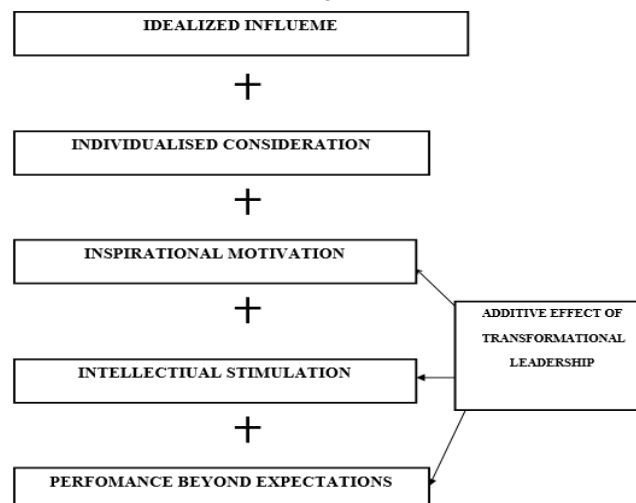 IDEALIZED INFLUEME
+
INDIVIDUALISED CONSIDERATION
+
INSPIRATIONAL MOTIVATION
+
ADDITIVE EFFECT OF
TRANSFORMATIONAL
LEADERSHIP
INTELLECTIUAL STIMULATION
+
PERFOMANCE BEYOND EXPECTATIONS